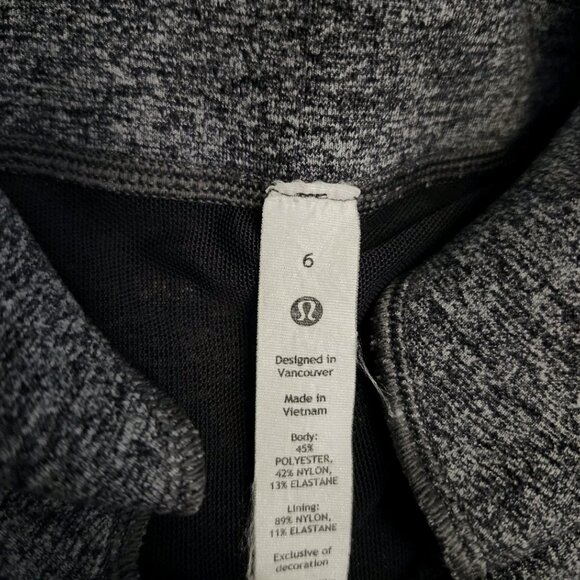 6
Designed in
Vancouver
Made in
Vietnam
Body:
45%
POLYESTER,
42% NYLON,
13% ELASTANE
Lining:
89% NYLON,
11% ELASTANE
Exclusive of
decoration